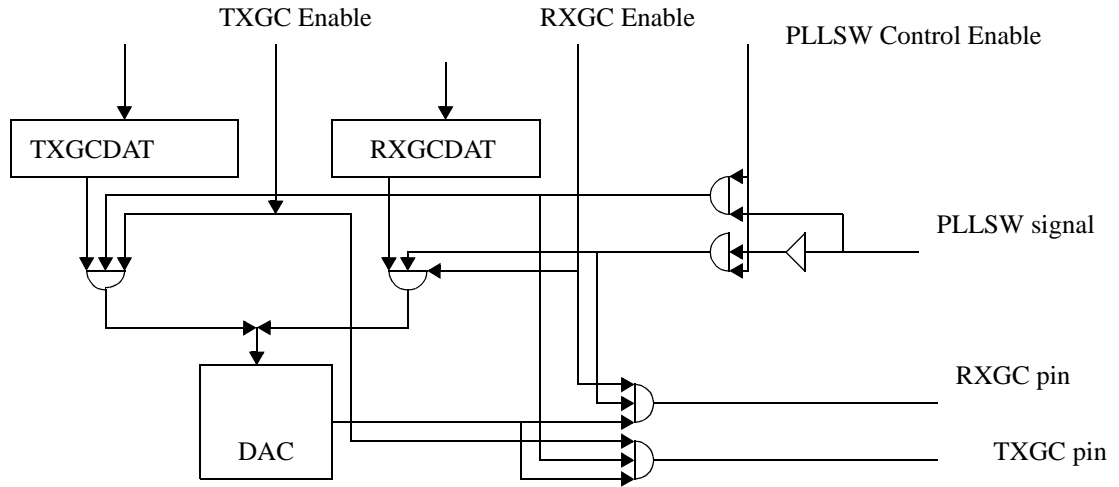 TXGC Enable
RXGC Enable
PLLSW Control Enable
TXGCDAT
RXGCDAT
PLLSW signal
RXGC pin
DAC
TXGC pin